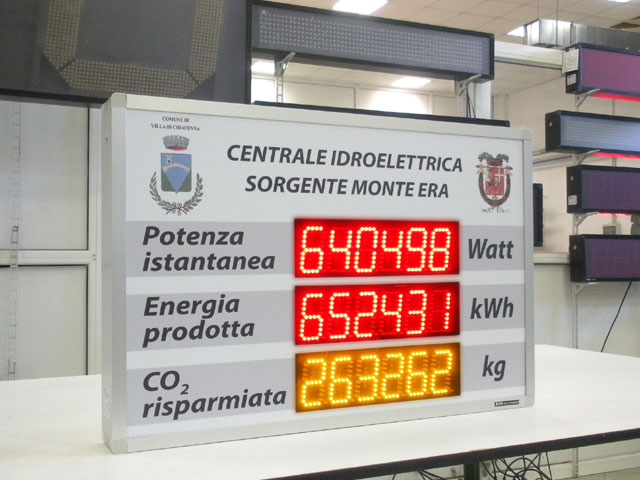 COMUNE DI
VILLA DI CHIAVENNA
CENTRALE IDROELETTRICA
SORGENTE MONTE ERA
Potenza istantanea 640498 Watt
Energia prodotta 652431 kWh
CO₂ risparmiata 263262 kg